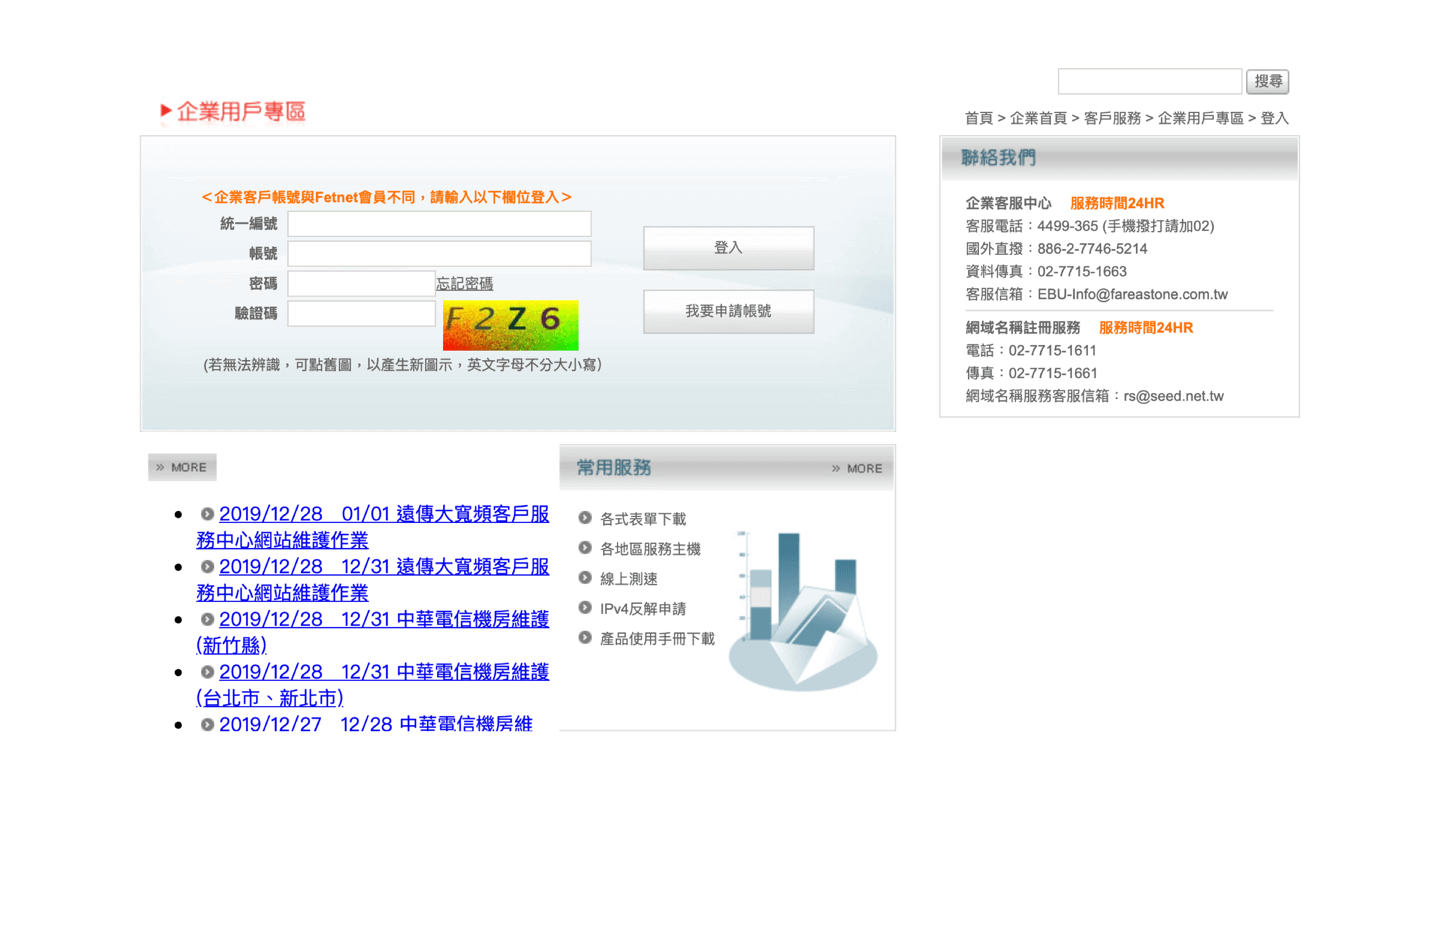 搜尋
企業用戶專區
首頁 > 企業首頁 > 客戶服務 > 企業用戶專區 > 登入
＜企業客戶帳號與Fetnet會員不同，請輸入以下欄位登入＞
統一編號
帳號
密碼
忘記密碼
驗證碼
F 2 Z 6
(若無法辨識，可點舊圖，以產生新圖示，英文字母不分大小寫)
登入
我要申請帳號
聯絡我們
企業客服中心 服務時間24HR
客服電話：4499-365 (手機撥打請加02)
國外直撥：886-2-7746-5214
資料傳真：02-7715-1663
客服信箱：EBU-Info@fareastone.com.tw
網域名稱註冊服務 服務時間24HR
電話：02-7715-1611
傳真：02-7715-1661
網域名稱服務客服信箱：rs@seed.net.tw
» MORE
2019/12/28 01/01 遠傳大寬頻客戶服
務中心網站維護作業
2019/12/28 12/31 遠傳大寬頻客戶服
務中心網站維護作業
2019/12/28 12/31 中華電信機房維護
(新竹縣)
2019/12/28 12/31 中華電信機房維護
(台北市、新北市)
2019/12/27 12/28 中華電信機房維
常用服務
» MORE
各式表單下載
各地區服務主機
線上測速
IPv4反解申請
產品使用手冊下載